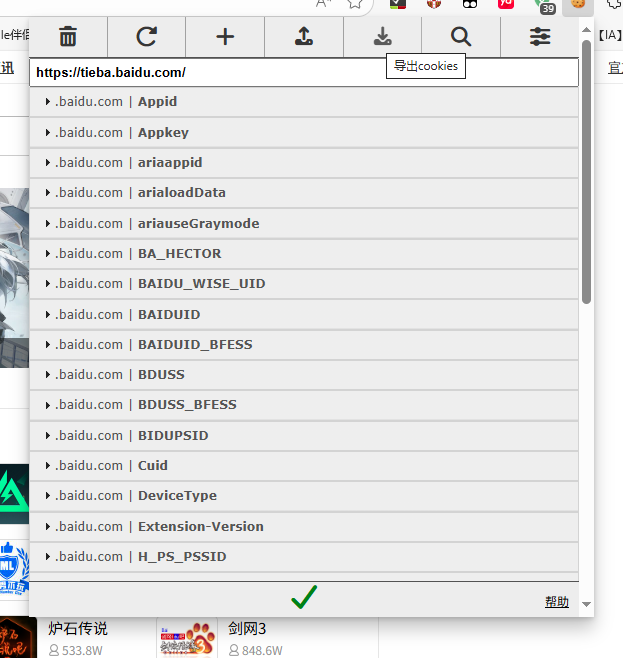 39
le伴侣
【IA】
讯
官
https://tieba.baidu.com/
导出cookies
.baidu.com | Appid
.baidu.com | Appkey
.baidu.com | ariaappid
.baidu.com | arialoadData
.baidu.com | ariauseGraymode
.baidu.com | BA_HECTOR
.baidu.com | BAIDU_WISE_UID
.baidu.com | BAIDUID
.baidu.com | BAIDUID_BFESS
.baidu.com | BDUSS
.baidu.com | BDUSS_BFESS
.baidu.com | BIDUPSID
.baidu.com | Cuid
.baidu.com | DeviceType
.baidu.com | Extension-Version
.baidu.com | H_PS_PSSID
ML
帮助
炉石传说
剑网3
533.8W
848.6W